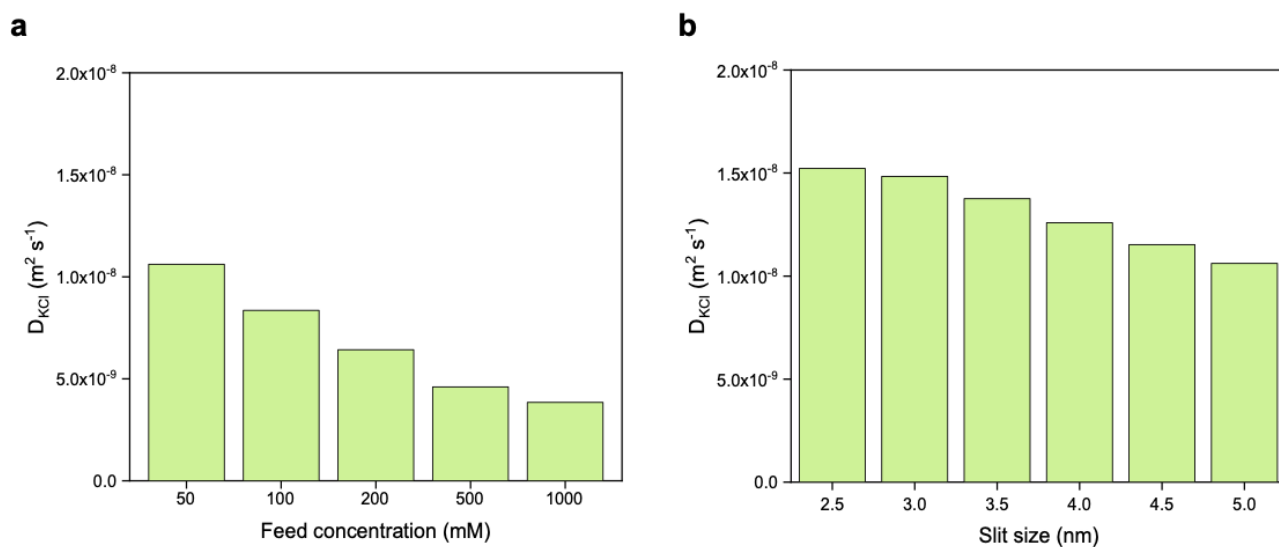 a
2.0x10⁻⁸
1.5x10⁻⁸
1.0x10⁻⁸
5.0x10⁻⁹
0.0
D_KCl (m² s⁻¹)
50 100 200 500 1000
Feed concentration (mM)
b
2.0x10⁻⁸
1.5x10⁻⁸
1.0x10⁻⁸
5.0x10⁻⁹
0.0
D_KCl (m² s⁻¹)
2.5 3.0 3.5 4.0 4.5 5.0
Slit size (nm)